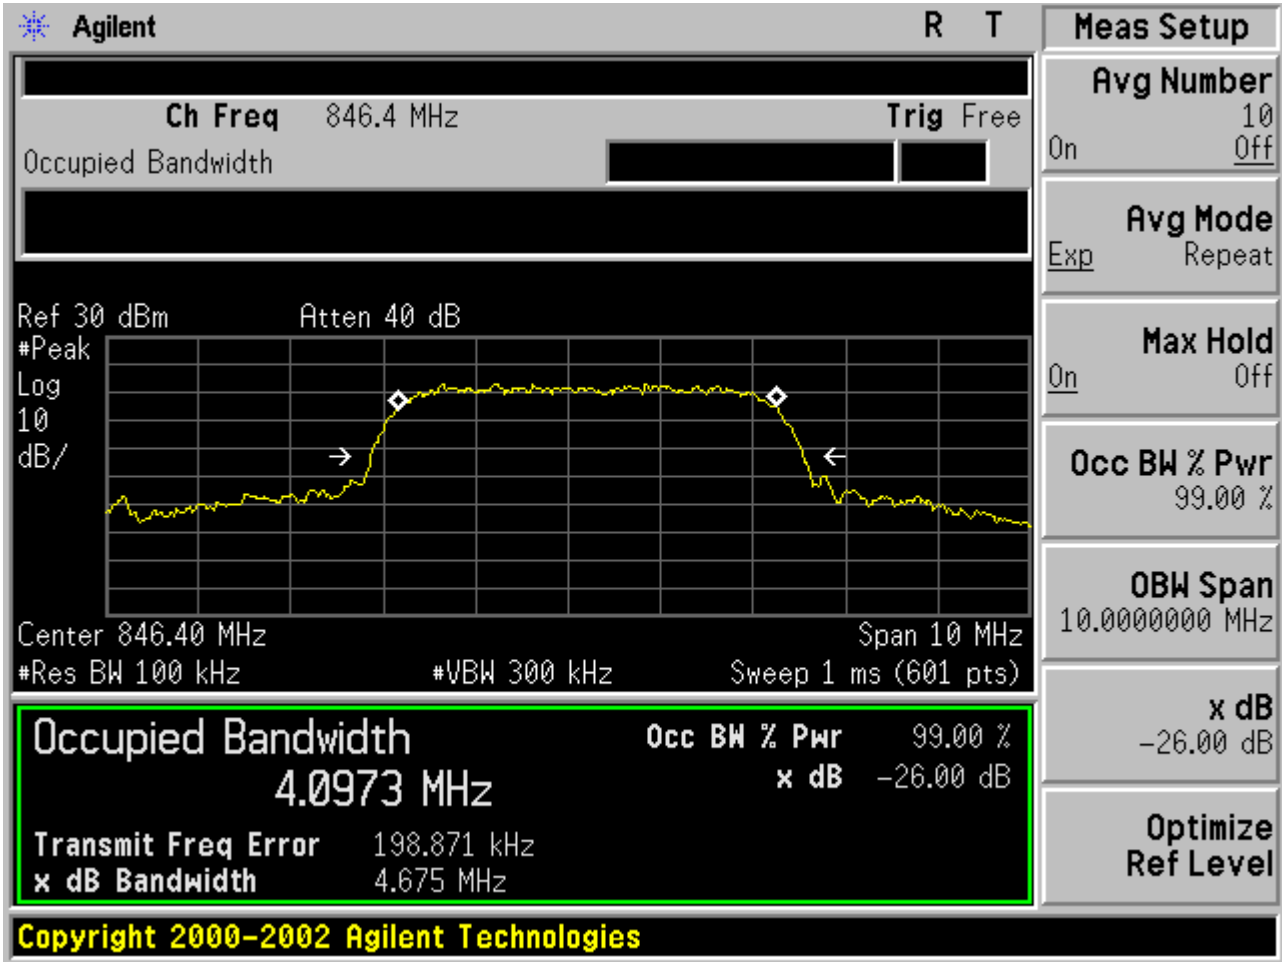 Agilent R T
Ch Freq 846.4 MHz Trig Free
Occupied Bandwidth
Ref 30 dBm Atten 40 dB
#Peak
Log
10
dB/
Center 846.40 MHz Span 10 MHz
#Res BW 100 kHz #VBW 300 kHz Sweep 1 ms (601 pts)
Occupied Bandwidth Occ BW % Pwr 99.00 %
4.0973 MHz x dB -26.00 dB
Transmit Freq Error 198.871 kHz
x dB Bandwidth 4.675 MHz
Copyright 2000-2002 Agilent Technologies
Meas Setup
Avg Number
10
On Off
Avg Mode
Exp Repeat
Max Hold
On Off
Occ BW % Pwr
99.00 %
OBW Span
10.0000000 MHz
x dB
-26.00 dB
Optimize
Ref Level